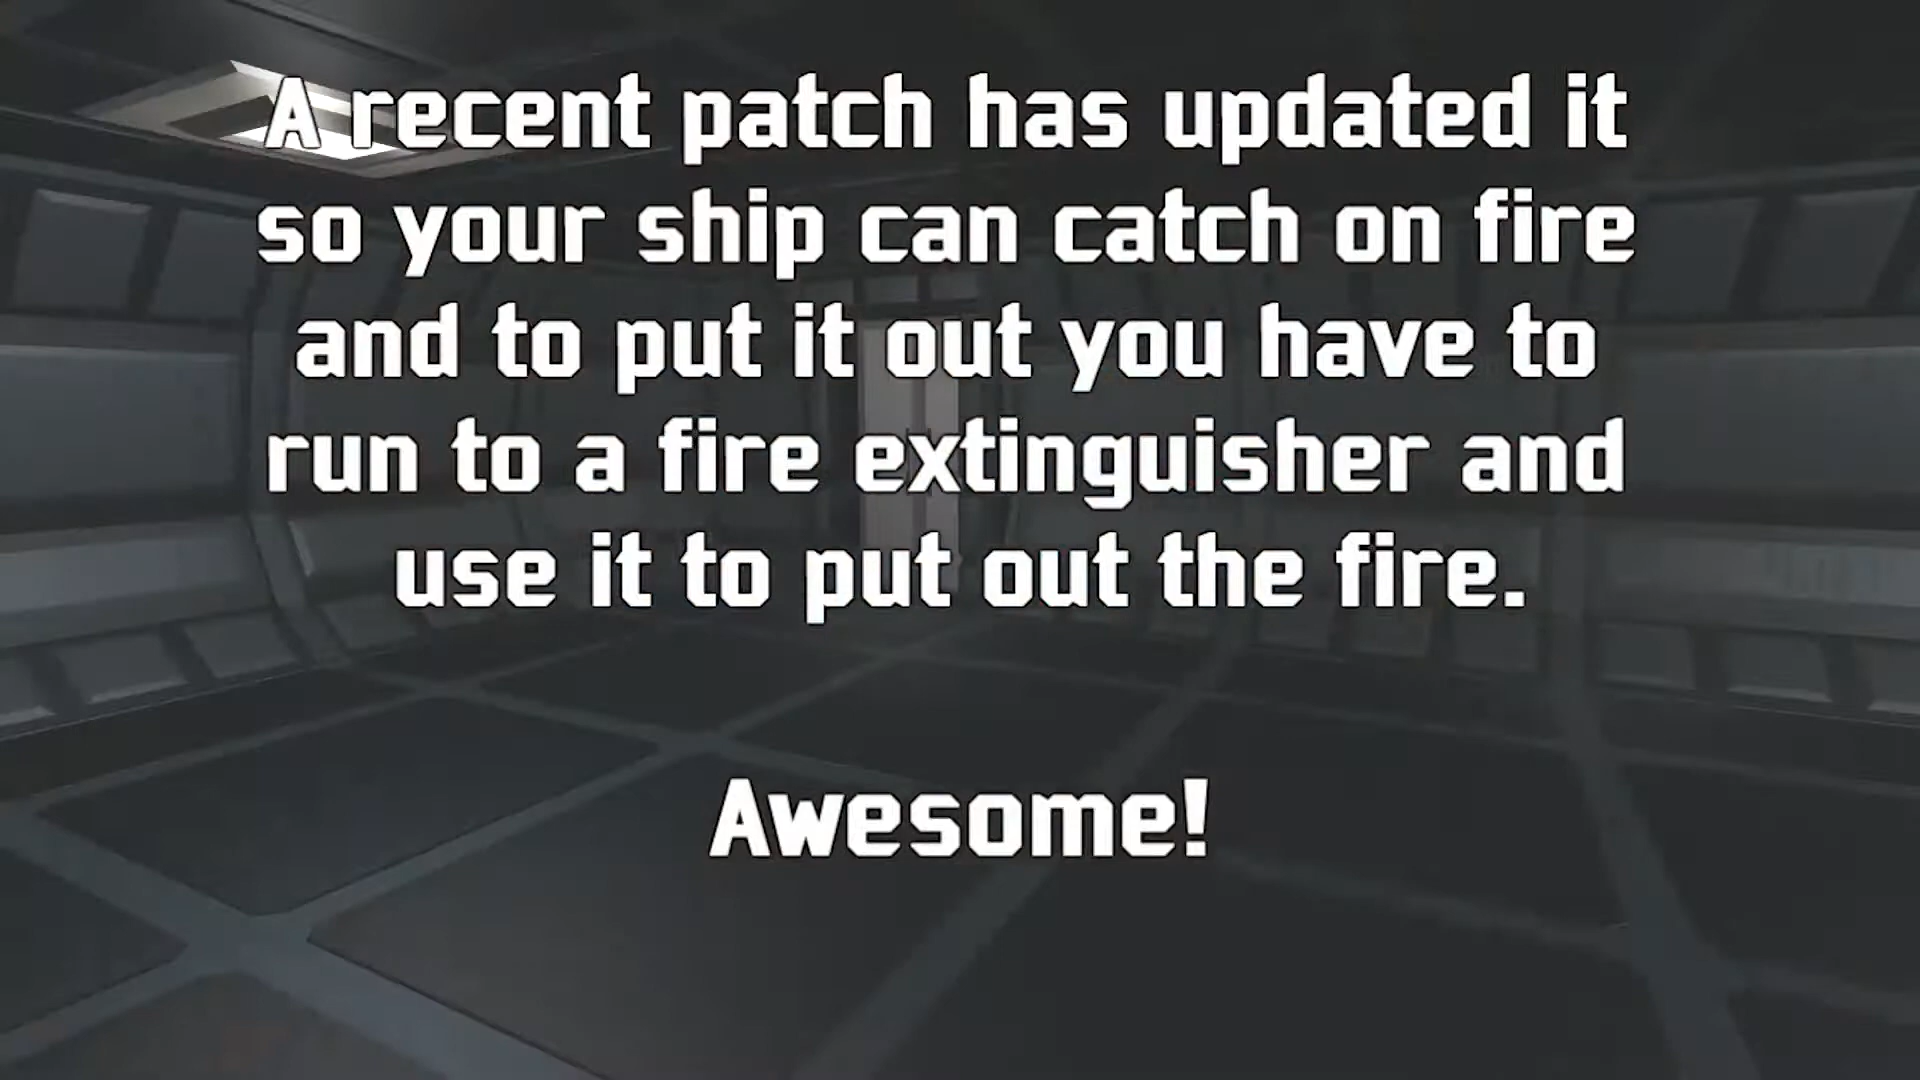 A recent patch has updated it
so your ship can catch on fire
and to put it out you have to
run to a fire extinguisher and
use it to put out the fire.
Awesome!